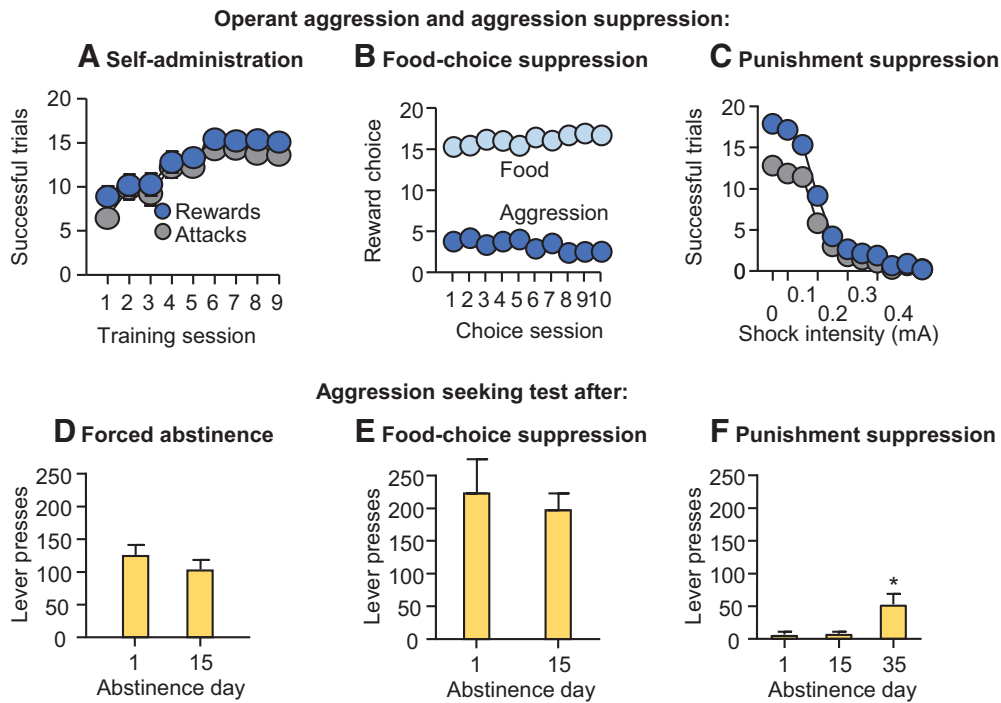 Operant aggression and aggression suppression:
A Self-administration
Successful trials
20
15
10
5
0
Rewards
Attacks
1 2 3 4 5 6 7 8 9
Training session
B Food-choice suppression
Reward choice
20
15
10
5
0
Food
Aggression
1 2 3 4 5 6 7 8 9 10
Choice session
C Punishment suppression
Successful trials
20
15
10
5
0
0.1 0.3
0 0.2 0.4
Shock intensity (mA)
Aggression seeking test after:
D Forced abstinence
Lever presses
250
200
150
100
50
0
1 15
Abstinence day
E Food-choice suppression
Lever presses
250
200
150
100
50
0
1 15
Abstinence day
F Punishment suppression
Lever presses
250
200
150
100
50
0
*
1 15 35
Abstinence day